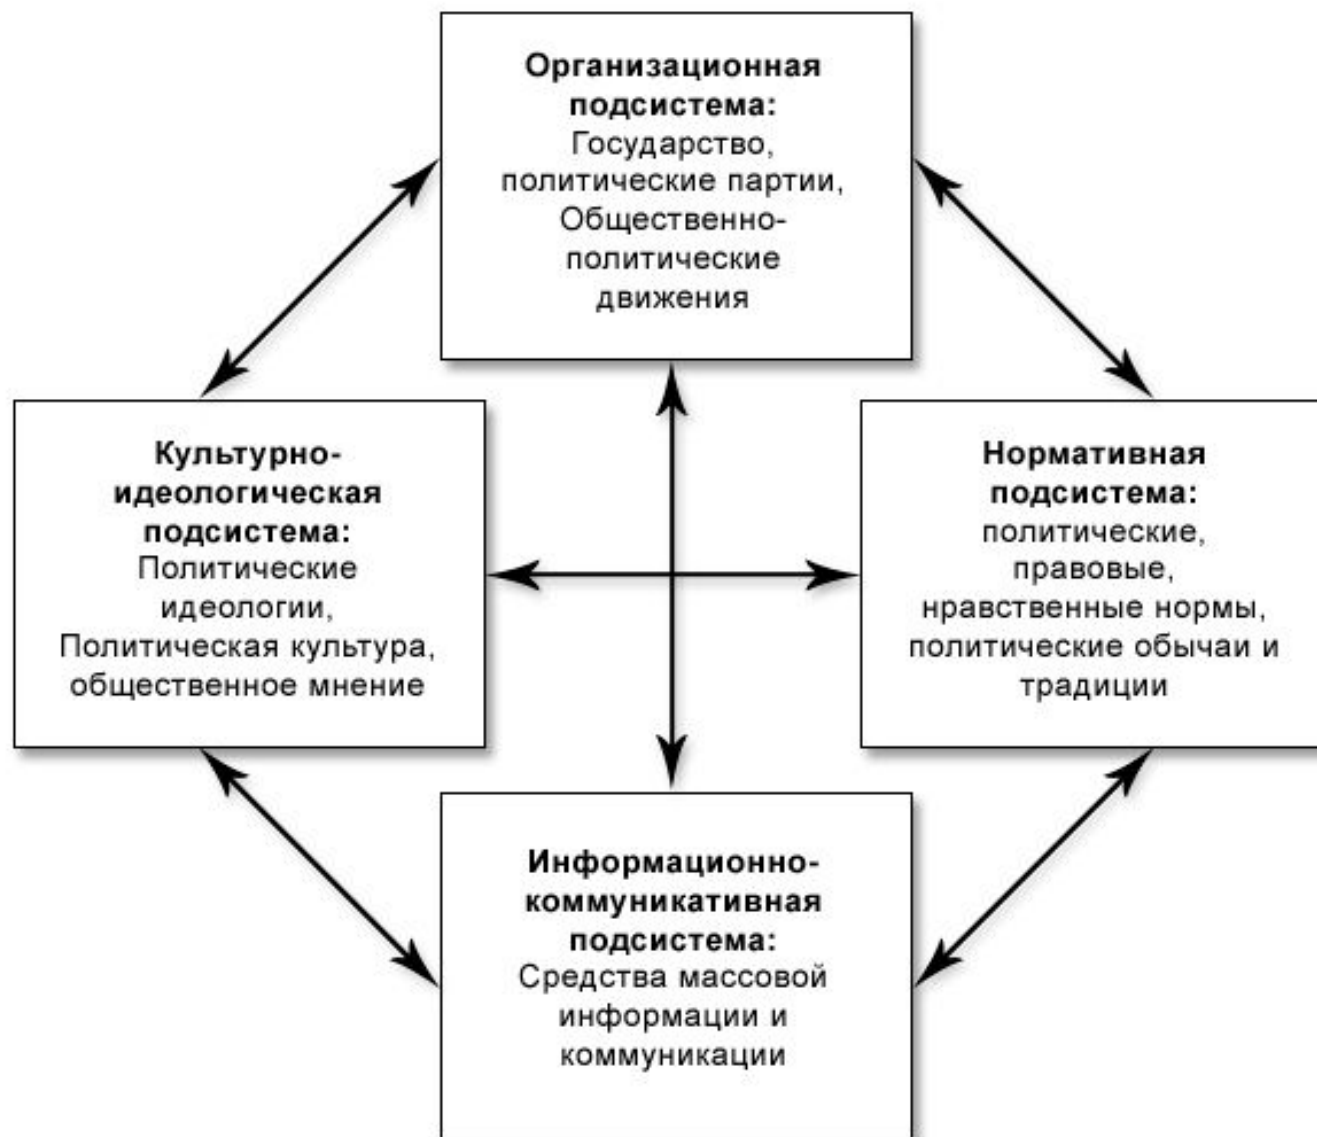 Организационная
подсистема:
Государство,
политические партии,
Общественно-
политические
движения
Культурно-
идеологическая
подсистема:
Политические
идеологии,
Политическая культура,
общественное мнение
Нормативная
подсистема:
политические,
правовые,
нравственные нормы,
политические обычаи и
традиции
Информационно-
коммуникативная
подсистема:
Средства массовой
информации и
коммуникации